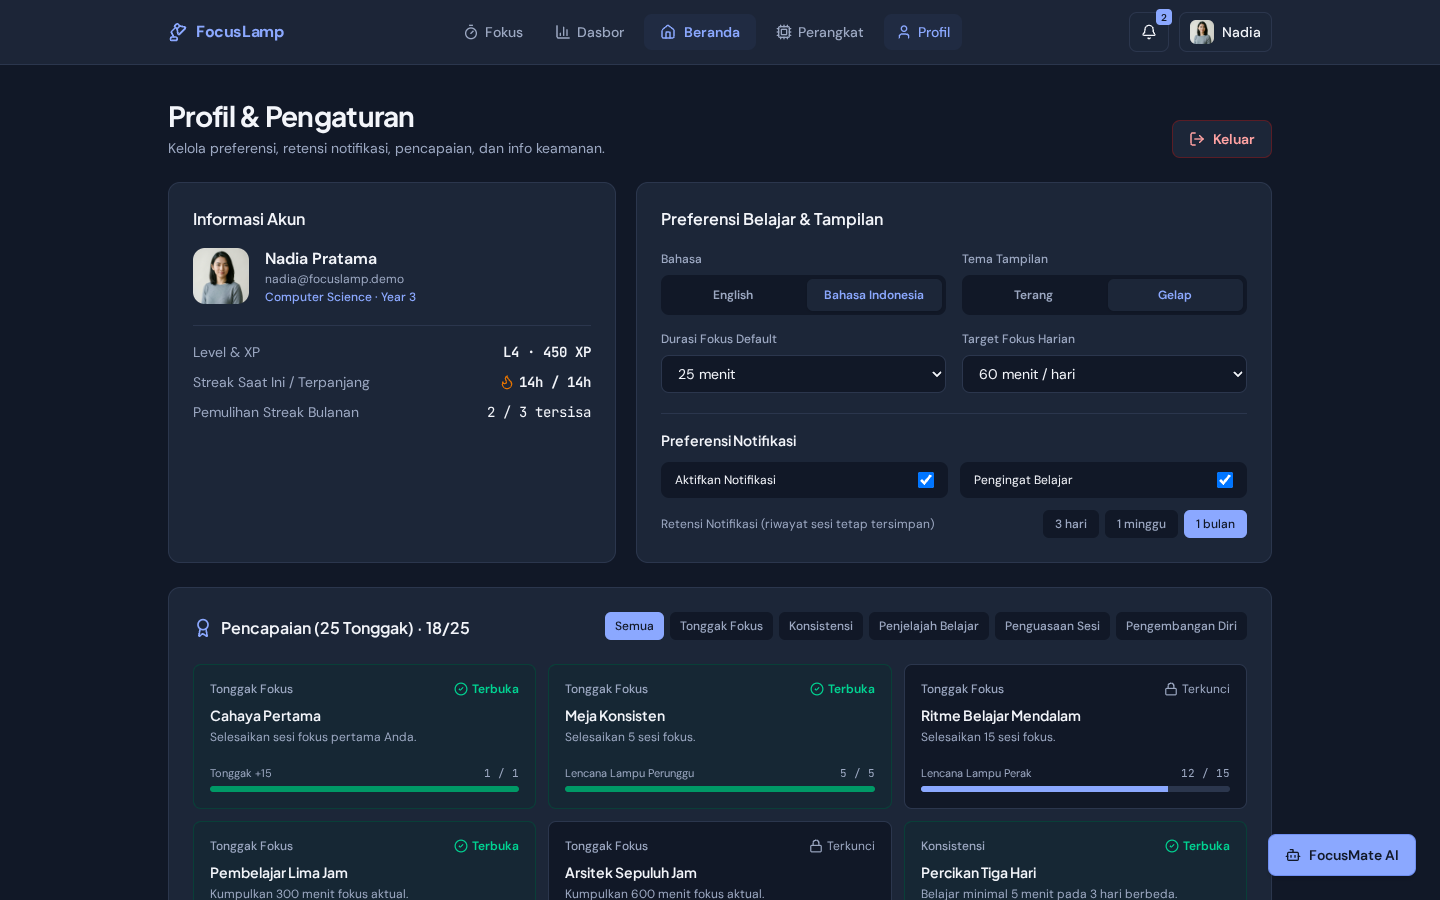 FocusLamp
Fokus
Dasbor
Beranda
Perangkat
Profil
2
Nadia
Profil & Pengaturan
Kelola preferensi, retensi notifikasi, pencapaian, dan info keamanan.
Keluar
Informasi Akun
Nadia Pratama
nadia@focuslamp.demo
Computer Science · Year 3
Level & XP
L4 · 450 XP
Streak Saat Ini / Terpanjang
14h / 14h
Pemulihan Streak Bulanan
2 / 3 tersisa
Preferensi Belajar & Tampilan
Bahasa
English
Bahasa Indonesia
Tema Tampilan
Terang
Gelap
Durasi Fokus Default
25 menit
Target Fokus Harian
60 menit / hari
Preferensi Notifikasi
Aktifkan Notifikasi
Pengingat Belajar
Retensi Notifikasi (riwayat sesi tetap tersimpan)
3 hari
1 minggu
1 bulan
Pencapaian (25 Tonggak) · 18/25
Semua
Tonggak Fokus
Konsistensi
Penjelajah Belajar
Penguasaan Sesi
Pengembangan Diri
Tonggak Fokus
Terbuka
Cahaya Pertama
Selesaikan sesi fokus pertama Anda.
Tonggak +15
1 / 1
Tonggak Fokus
Terbuka
Meja Konsisten
Selesaikan 5 sesi fokus.
Lencana Lampu Perunggu
5 / 5
Tonggak Fokus
Terkunci
Ritme Belajar Mendalam
Selesaikan 15 sesi fokus.
Lencana Lampu Perak
12 / 15
Tonggak Fokus
Terbuka
Pembelajar Lima Jam
Kumpulkan 300 menit fokus aktual.
Tonggak Fokus
Terkunci
Arsitek Sepuluh Jam
Kumpulkan 600 menit fokus aktual.
Konsistensi
Terbuka
Percikan Tiga Hari
Belajar minimal 5 menit pada 3 hari berbeda.
FocusMate AI